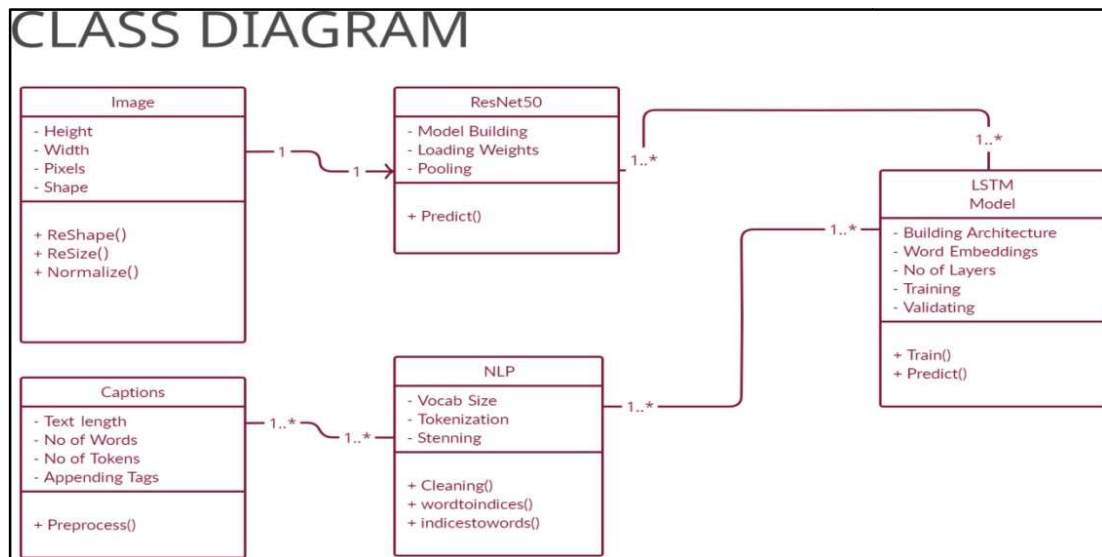 CLASS DIAGRAM
Image
- Height
- Width
- Pixels
- Shape
+ ReShape()
+ ReSize()
+ Normalize()
1
1
ResNet50
- Model Building
- Loading Weights
- Pooling
+ Predict()
1..*
1..*
LSTM
Model
- Building Architecture
- Word Embeddings
- No of Layers
- Training
- Validating
+ Train()
+ Predict()
Captions
- Text length
- No of Words
- No of Tokens
- Appending Tags
+ Preprocess()
1..*
1..*
NLP
- Vocab Size
- Tokenization
- Stenning
+ Cleaning()
+ wordtoindices()
+ indicestowords()
1..*
1..*